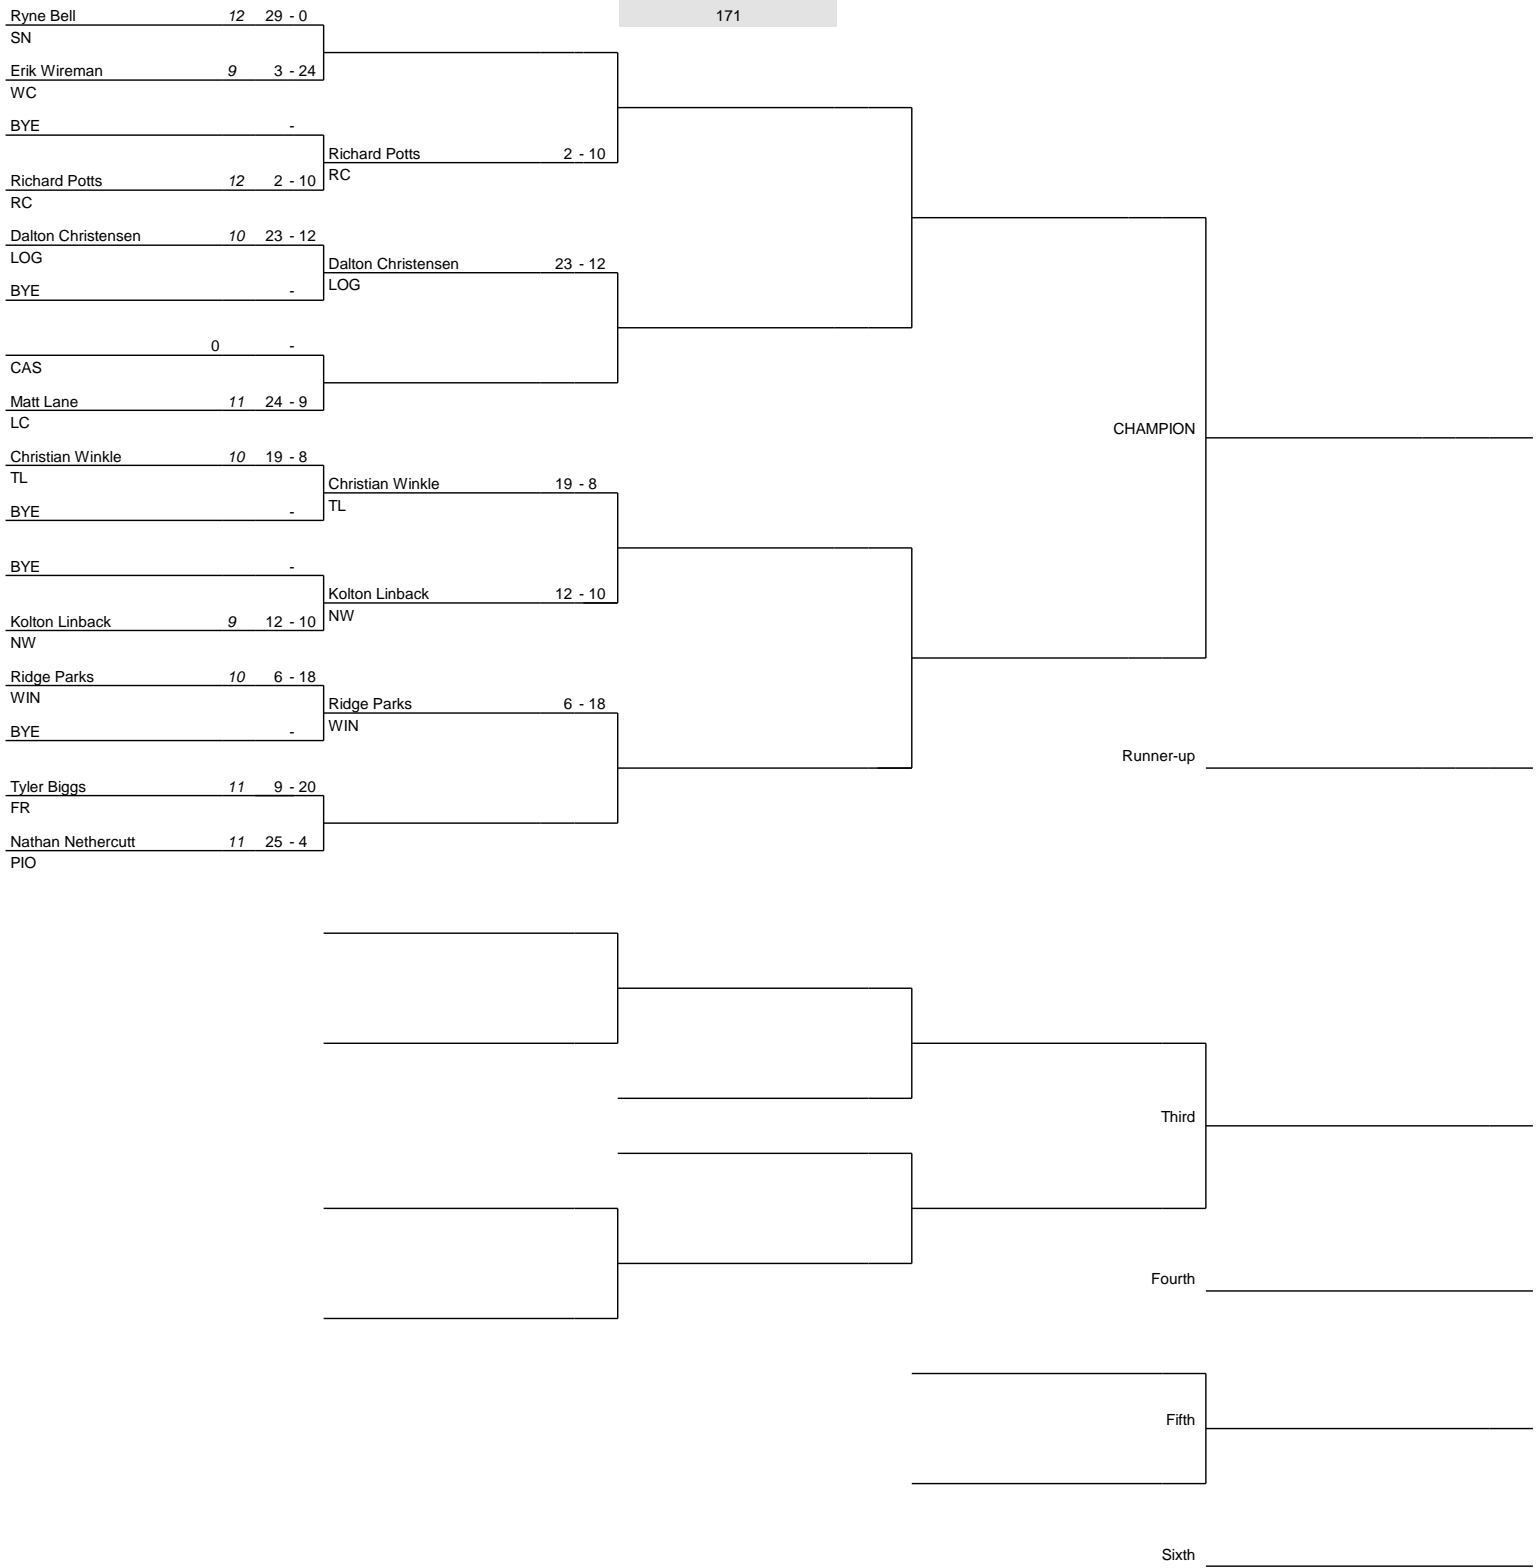 Ryne Bell 12 29 - 0
171
SN
Erik Wireman 9 3 - 24
WC
BYE -
Richard Potts 2 - 10
RC
Richard Potts 12 2 - 10
RC
Dalton Christensen 10 23 - 12
LOG
Dalton Christensen 23 - 12
LOG
BYE -
0 -
CAS
Matt Lane 11 24 - 9
LC
CHAMPION
Christian Winkle 10 19 - 8
TL
Christian Winkle 19 - 8
TL
BYE -
BYE -
Kolton Linback 12 - 10
NW
Kolton Linback 9 12 - 10
NW
Ridge Parks 10 6 - 18
WIN
Ridge Parks 6 - 18
WIN
BYE -
Runner-up
Tyler Biggs 11 9 - 20
FR
Nathan Nethercutt 11 25 - 4
PIO
Third
Fourth
Fifth
Sixth